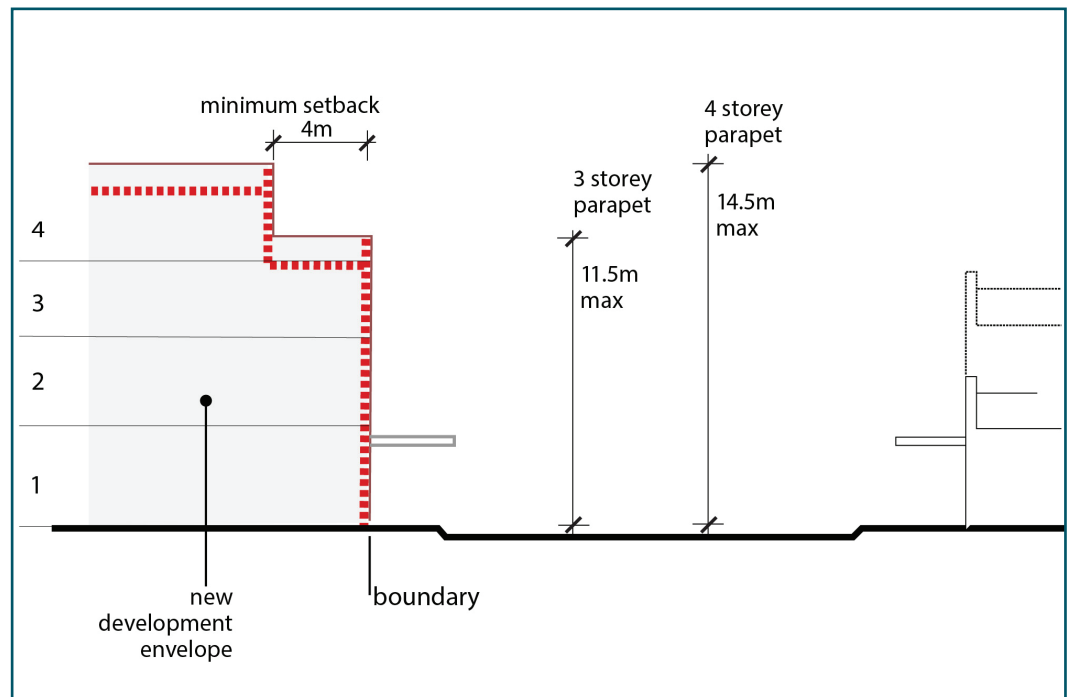 minimum setback
4m
4 storey
parapet
3 storey
parapet
14.5m
max
11.5m
max
4
3
2
1
new
development
envelope
boundary